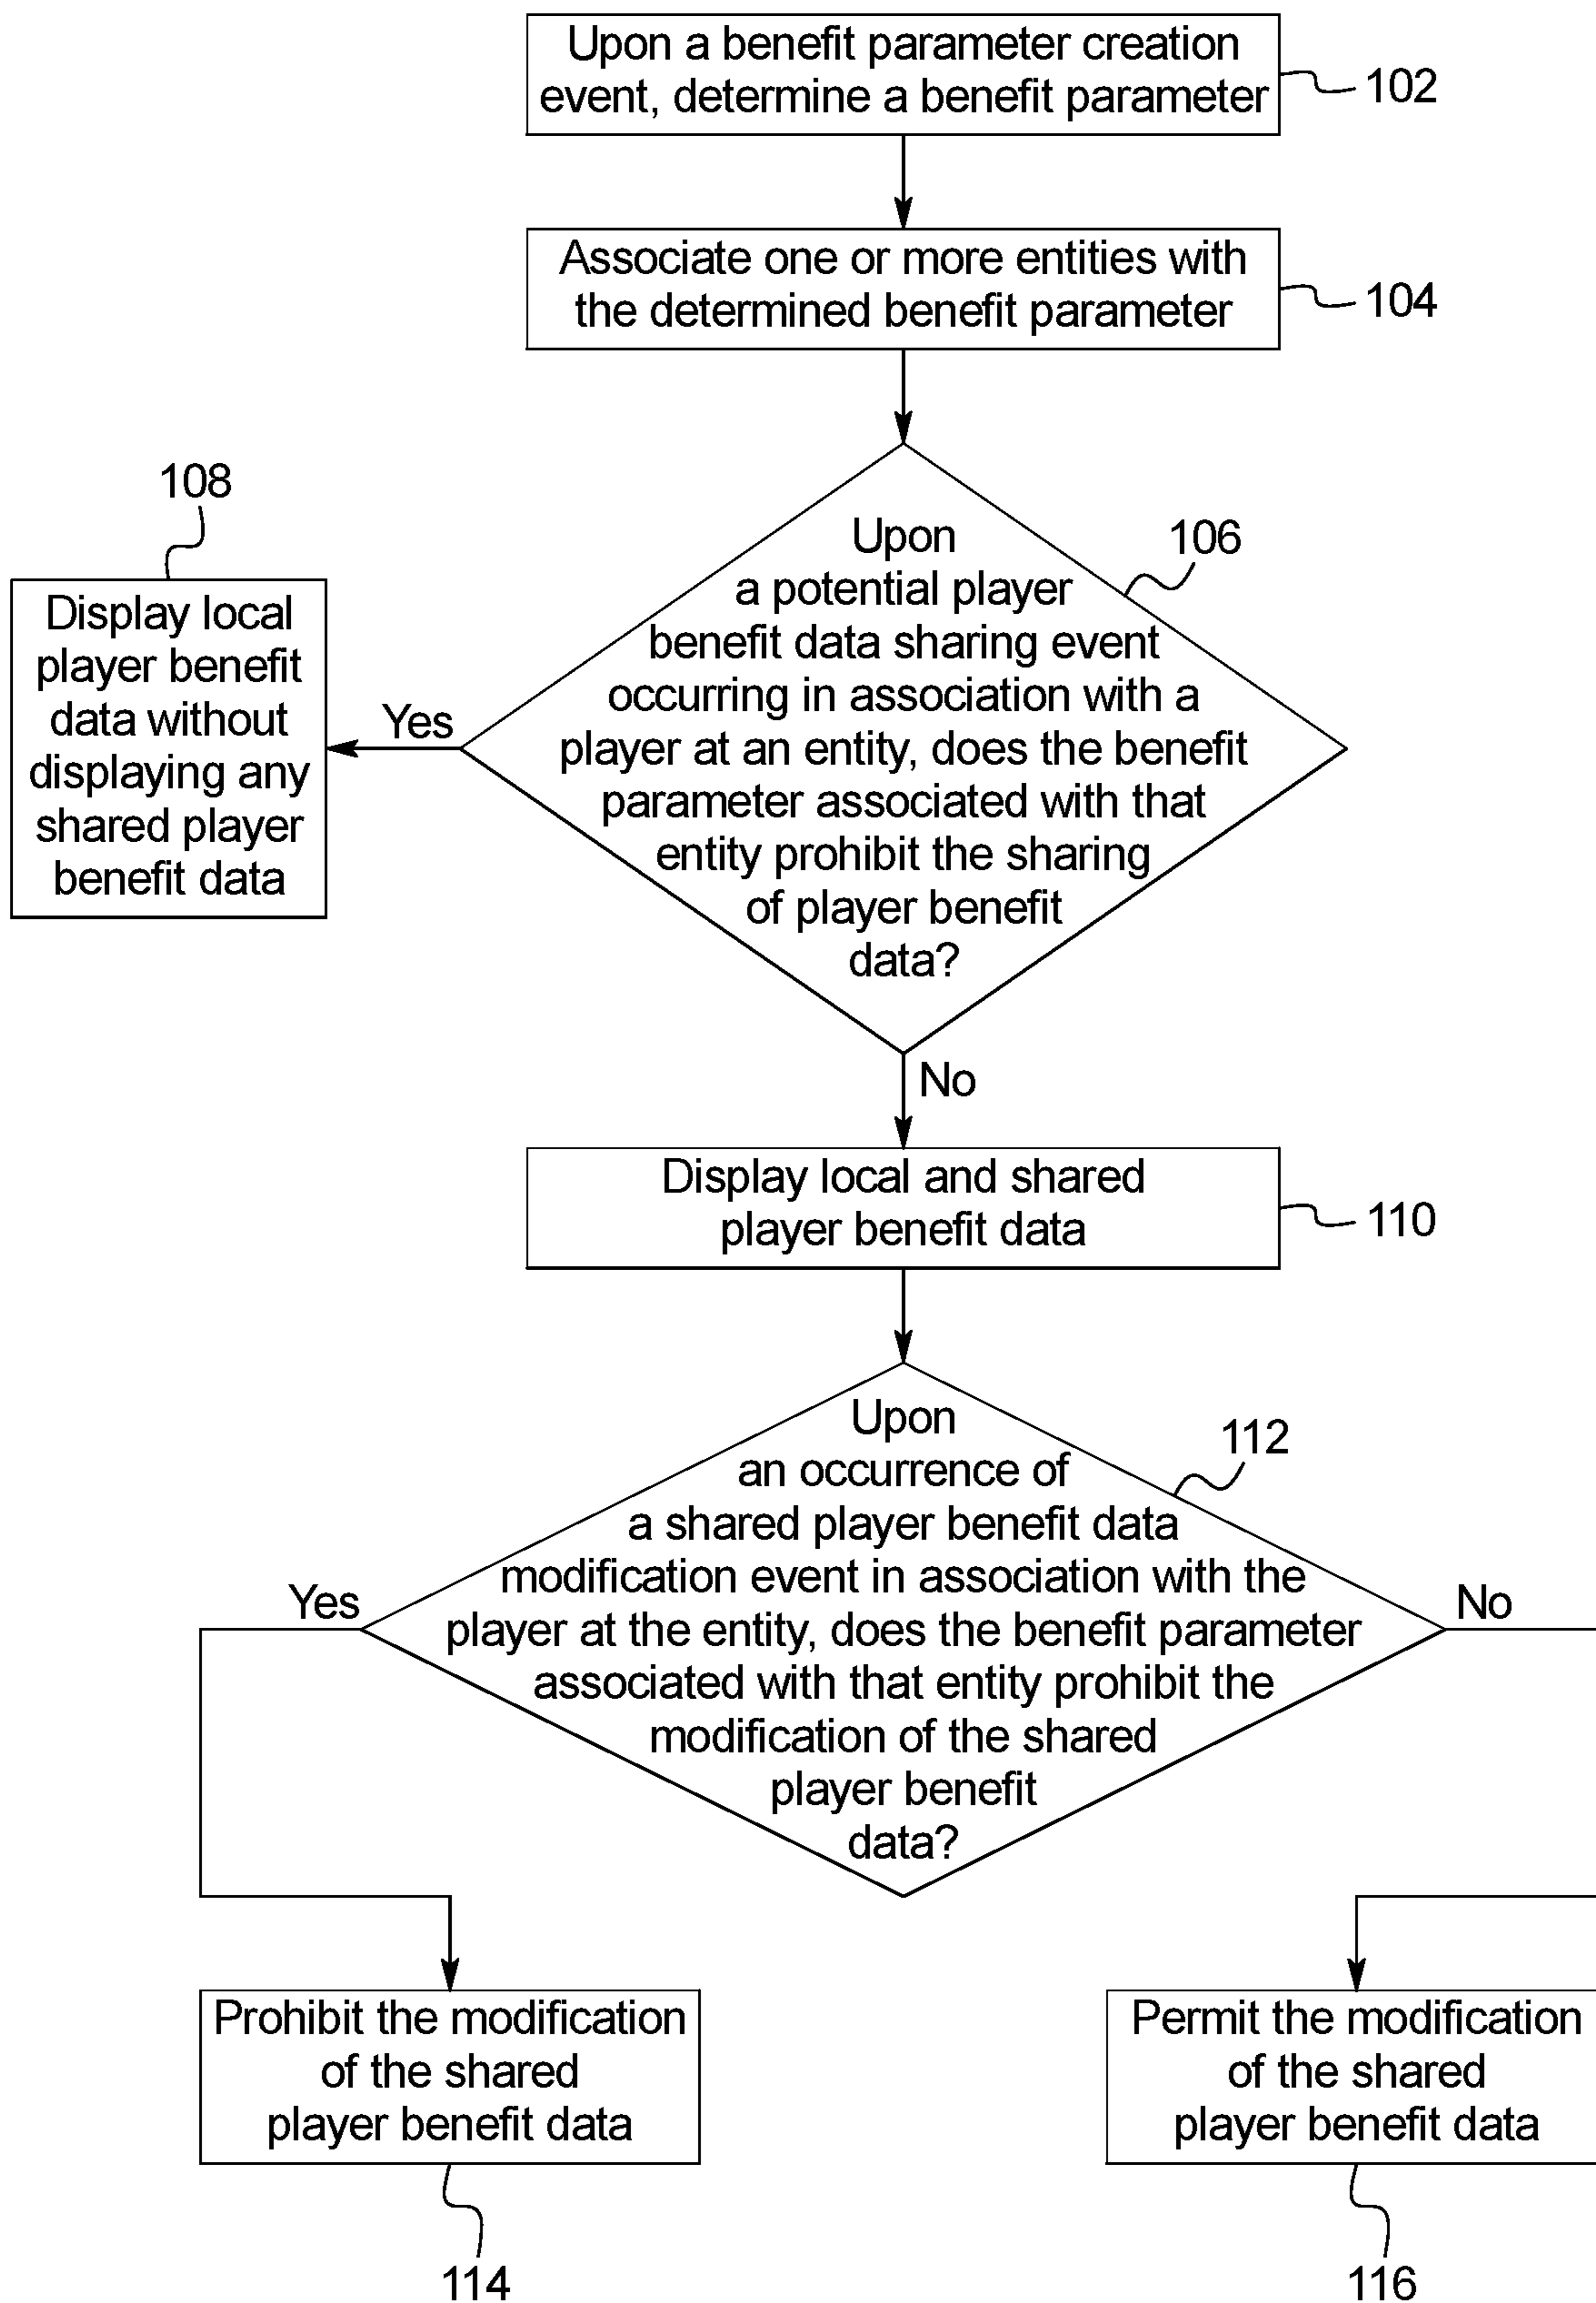 Upon a benefit parameter creation
event, determine a benefit parameter
102
Associate one or more entities with
the determined benefit parameter
104
108
Display local
player benefit
data without
displaying any
shared player
benefit data
Yes
106
Upon
a potential player
benefit data sharing event
occurring in association with a
player at an entity, does the benefit
parameter associated with that
entity prohibit the sharing
of player benefit
data?
No
Display local and shared
player benefit data
110
112
Upon
an occurrence of
a shared player benefit data
modification event in association with the
player at the entity, does the benefit parameter
associated with that entity prohibit the
modification of the shared
player benefit
data?
Yes
No
Prohibit the modification
of the shared
player benefit data
114
Permit the modification
of the shared
player benefit data
116